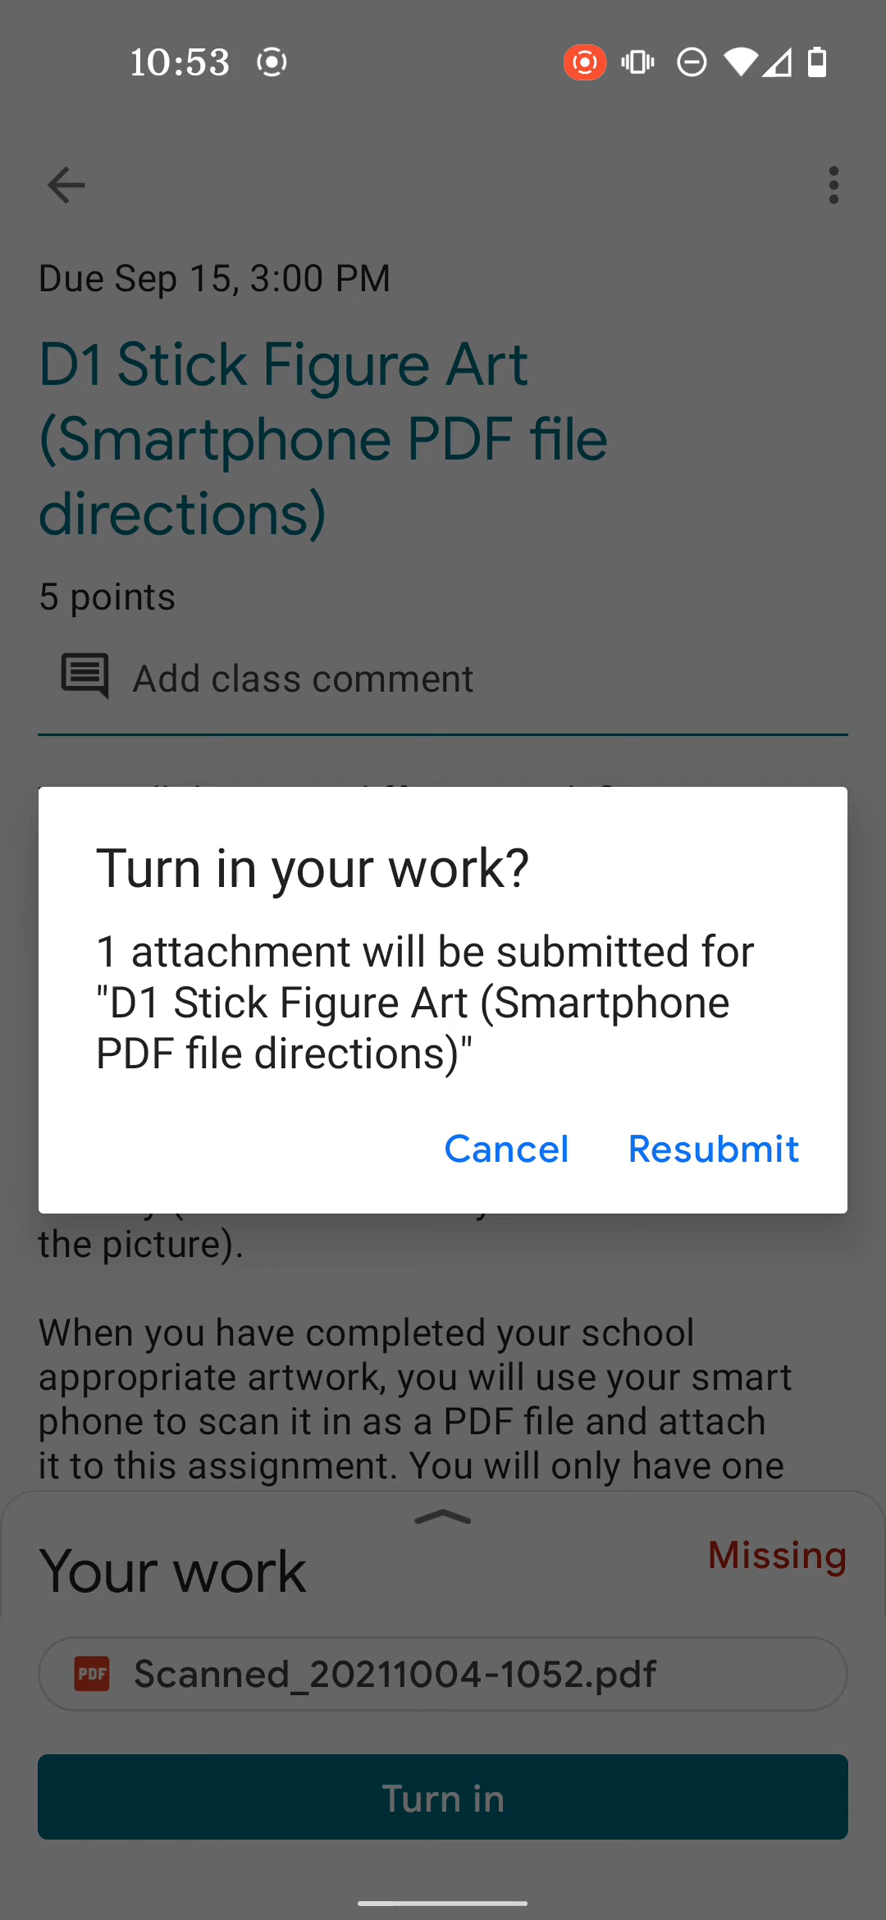 10:53
Due Sep 15, 3:00 PM
D1 Stick Figure Art
(Smartphone PDF file
directions)
5 points
Add class comment
Turn in your work?
1 attachment will be submitted for
"D1 Stick Figure Art (Smartphone
PDF file directions)"
Cancel Resubmit
the picture).
When you have completed your school
appropriate artwork, you will use your smart
phone to scan it in as a PDF file and attach
it to this assignment. You will only have one
Your work
Missing
PDF Scanned_20211004-1052.pdf
Turn in